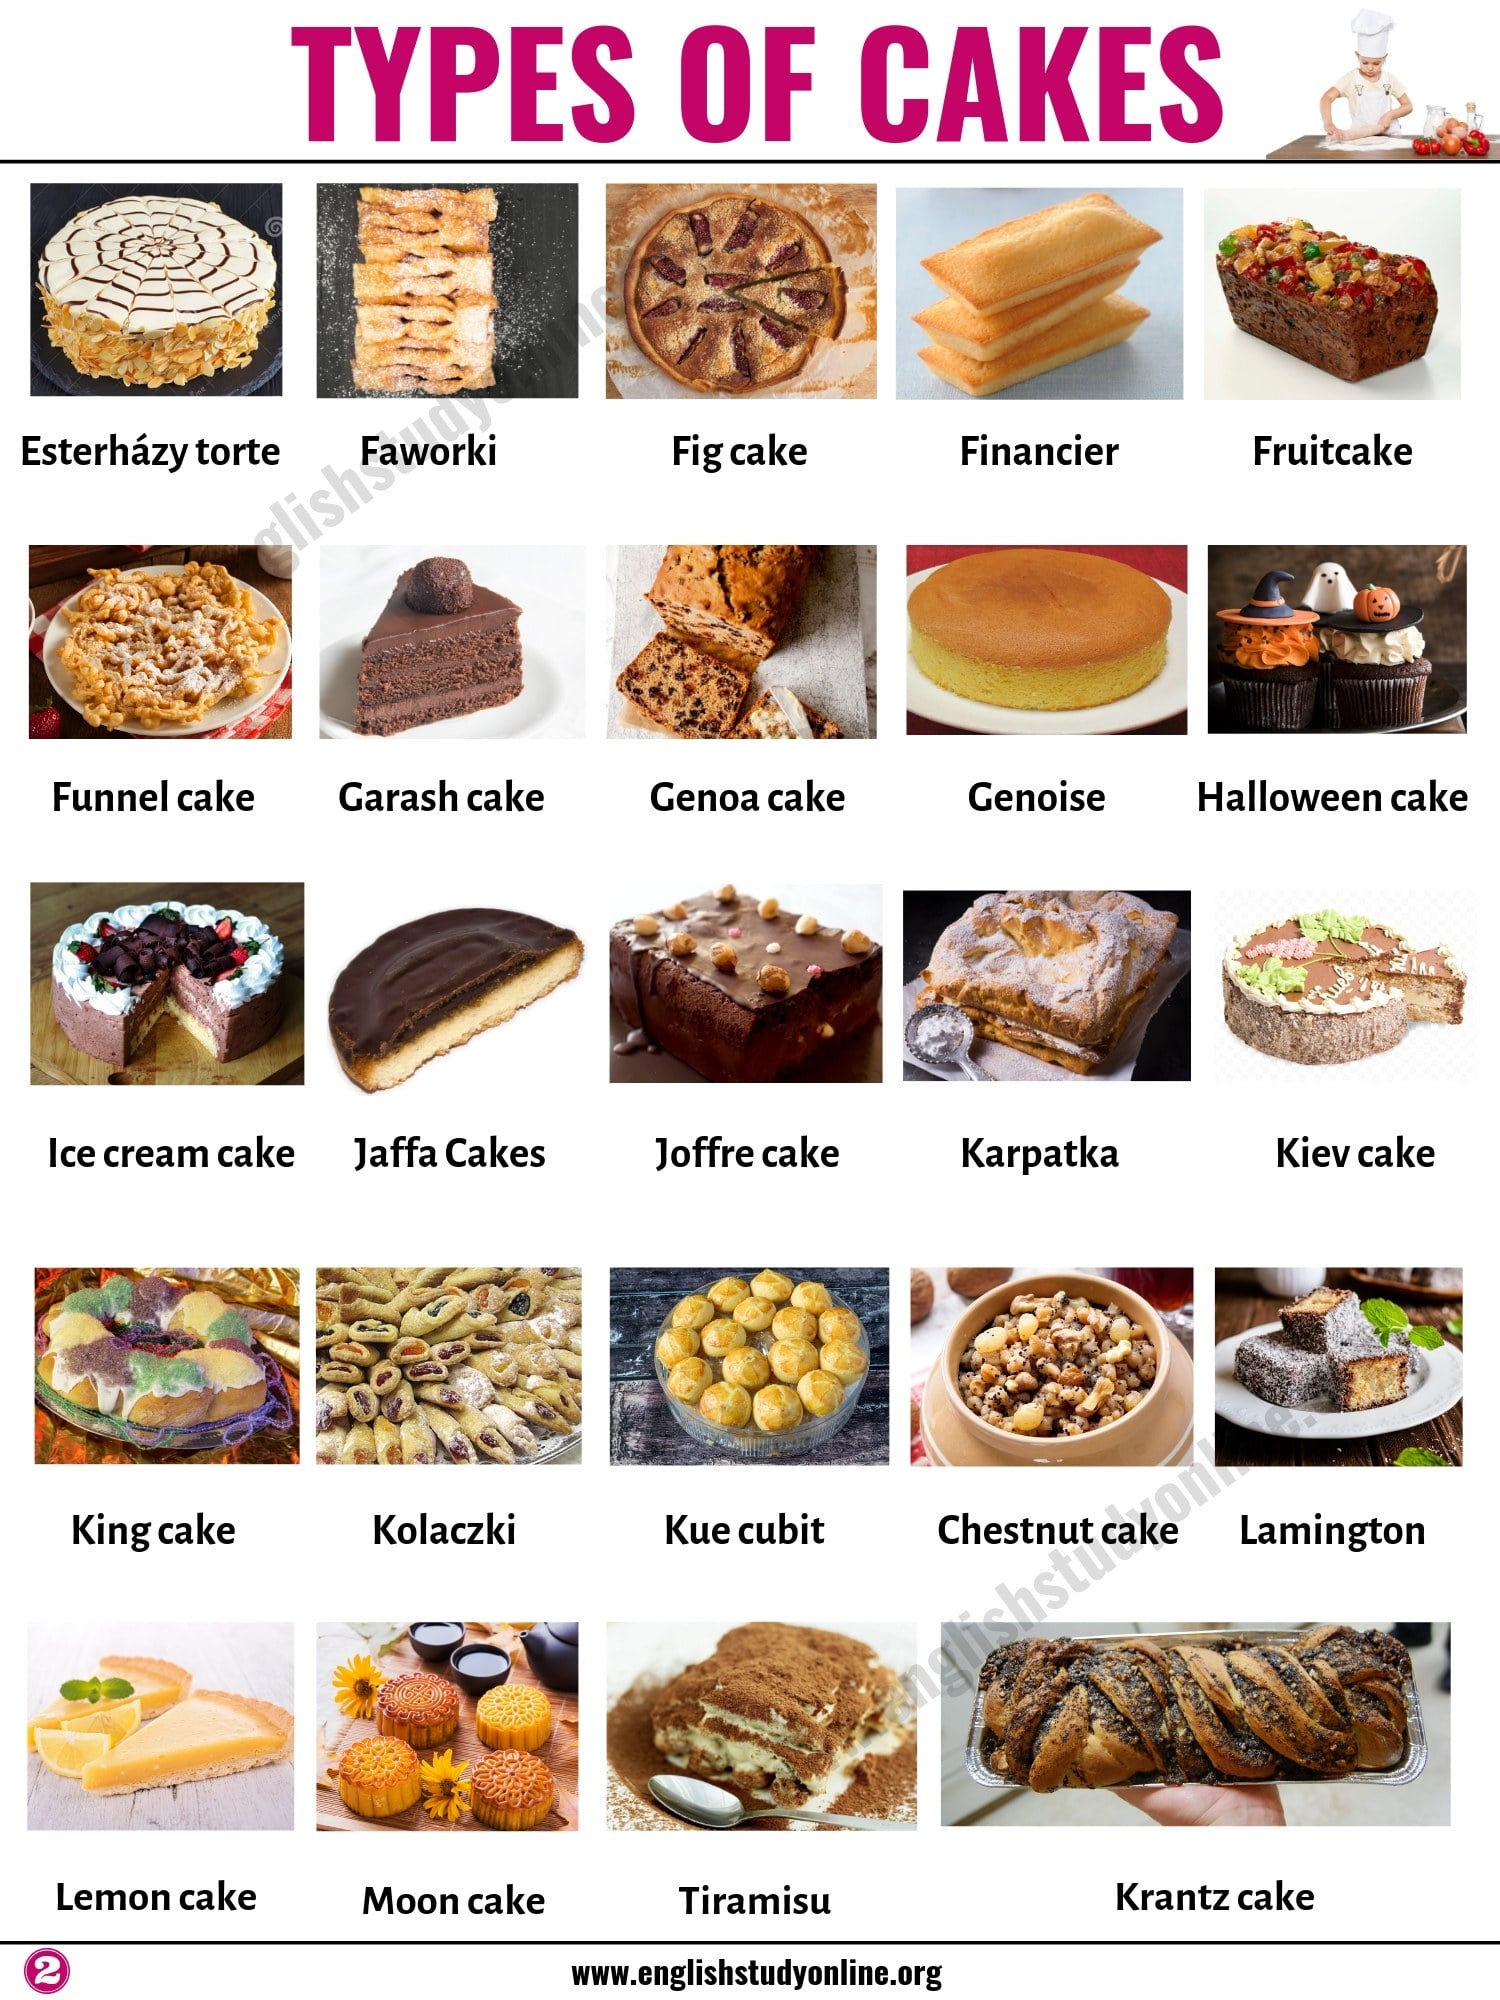 TYPES OF CAKES
Esterházy torte
Faworki
Fig cake
Financier
Fruitcake
Funnel cake
Garash cake
Genoa cake
Genoise
Halloween cake
Ice cream cake
Jaffa Cakes
Joffre cake
Karpatka
Kiev cake
King cake
Kolaczki
Kue cubit
Chestnut cake
Lamington
Lemon cake
Moon cake
Tiramisu
Krantz cake
2
www.englishstudyonline.org